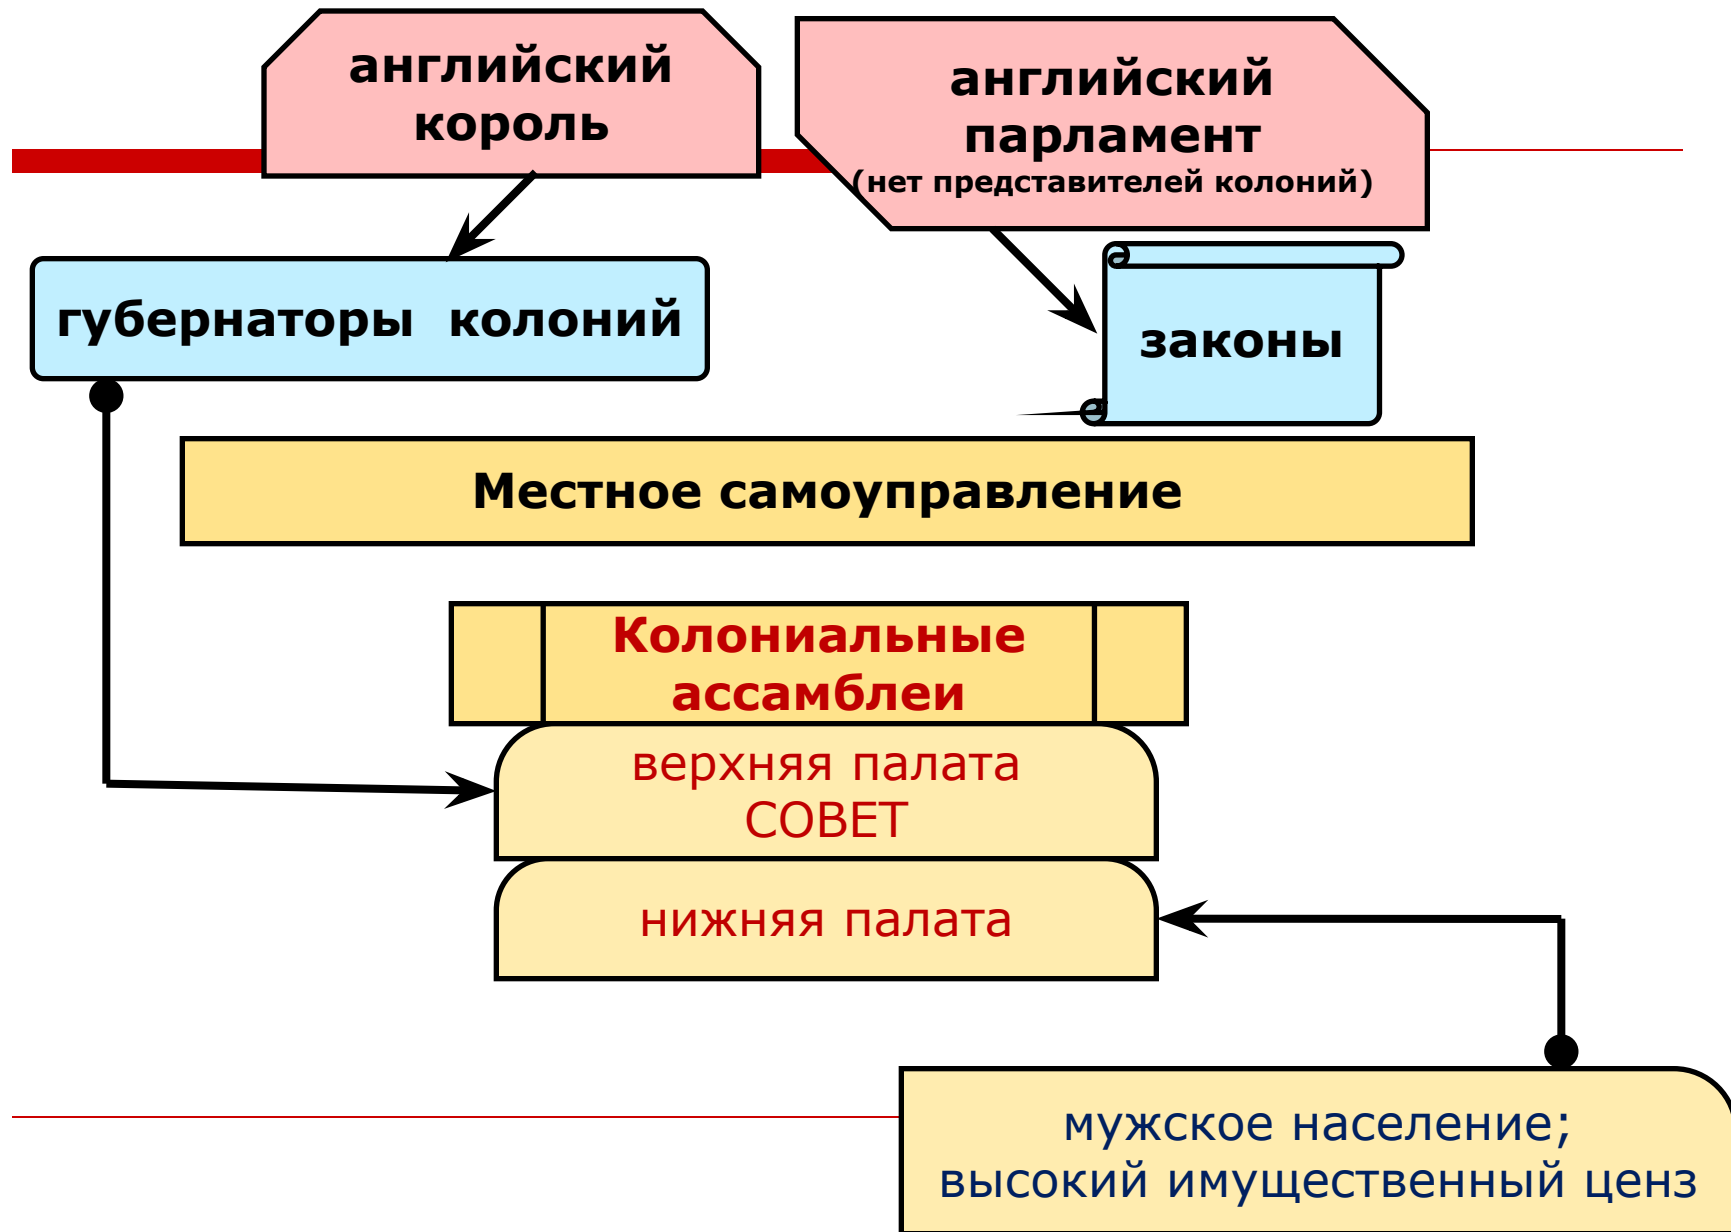 английский
король
английский
парламент
(нет представителей колоний)
губернаторы колоний
законы
Местное самоуправление
Колониальные
ассамблеи
верхняя палата
СОВЕТ
нижняя палата
мужское население;
высокий имущественный ценз